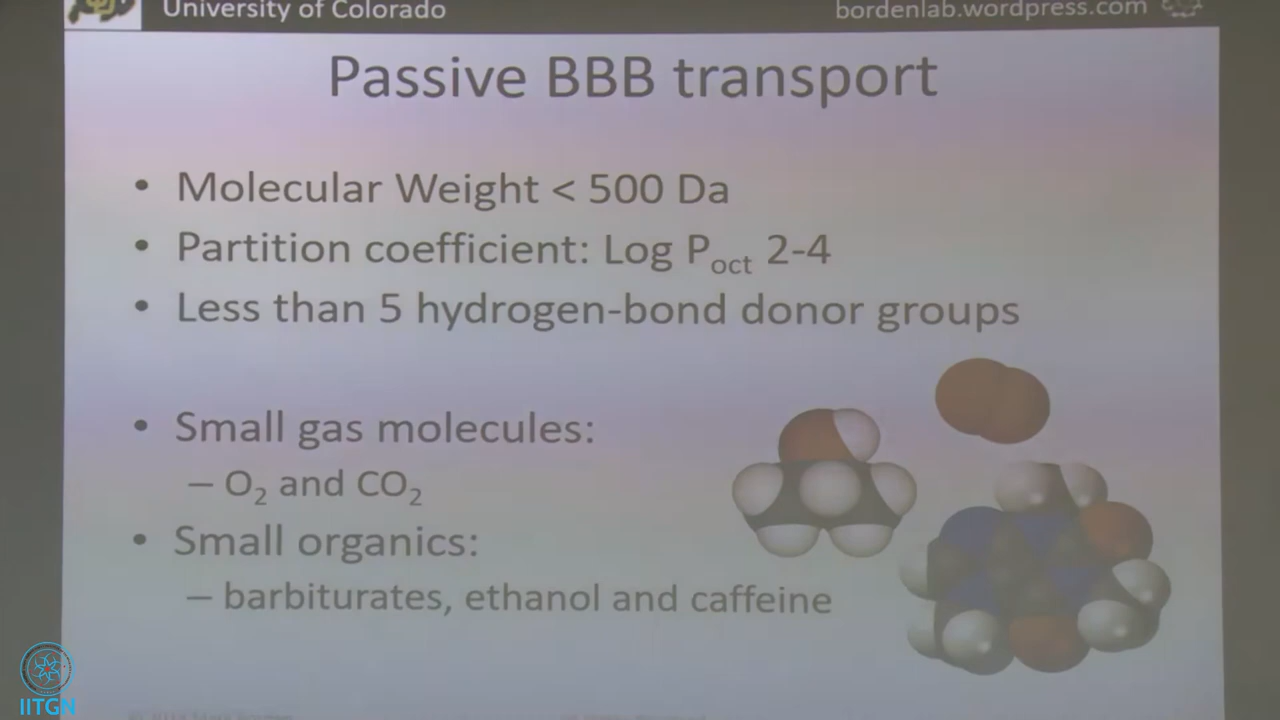 University of Colorado
bordenlab.wordpress.com
Passive BBB transport
• Molecular Weight < 500 Da
• Partition coefficient: Log Poct 2-4
• Less than 5 hydrogen-bond donor groups
• Small gas molecules:
– O2 and CO2
• Small organics:
– barbiturates, ethanol and caffeine
IITGN